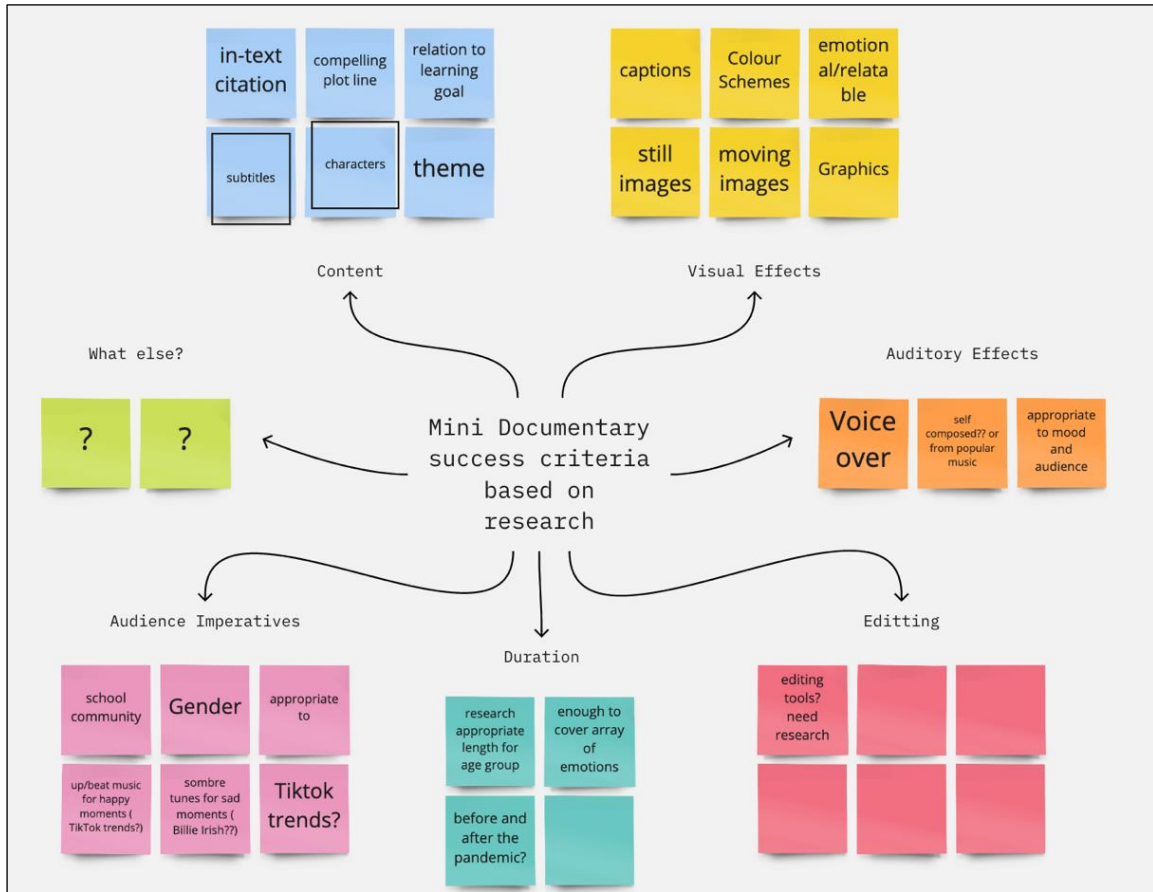 in-text
citation
compelling
plot line
relation to
learning
goal
subtitles
characters
theme
Content
captions
Colour
Schemes
emotion
al/relata
ble
still
images
moving
images
Graphics
Visual Effects
What else?
?
?
Mini Documentary
success criteria
based on
research
Auditory Effects
Voice
over
self
composed?? or
from popular
music
appropriate
to mood
and
audience
Audience Imperatives
school
community
Gender
appropriate
to
up/beat music
for happy
moments (
TikTok trends?)
sombre
tunes for sad
moments (
Billie Irish??)
Tiktok
trends?
Duration
research
appropriate
length for
age group
enough to
cover array
of
emotions
before and
after the
pandemic?
Editting
editing
tools?
need
research